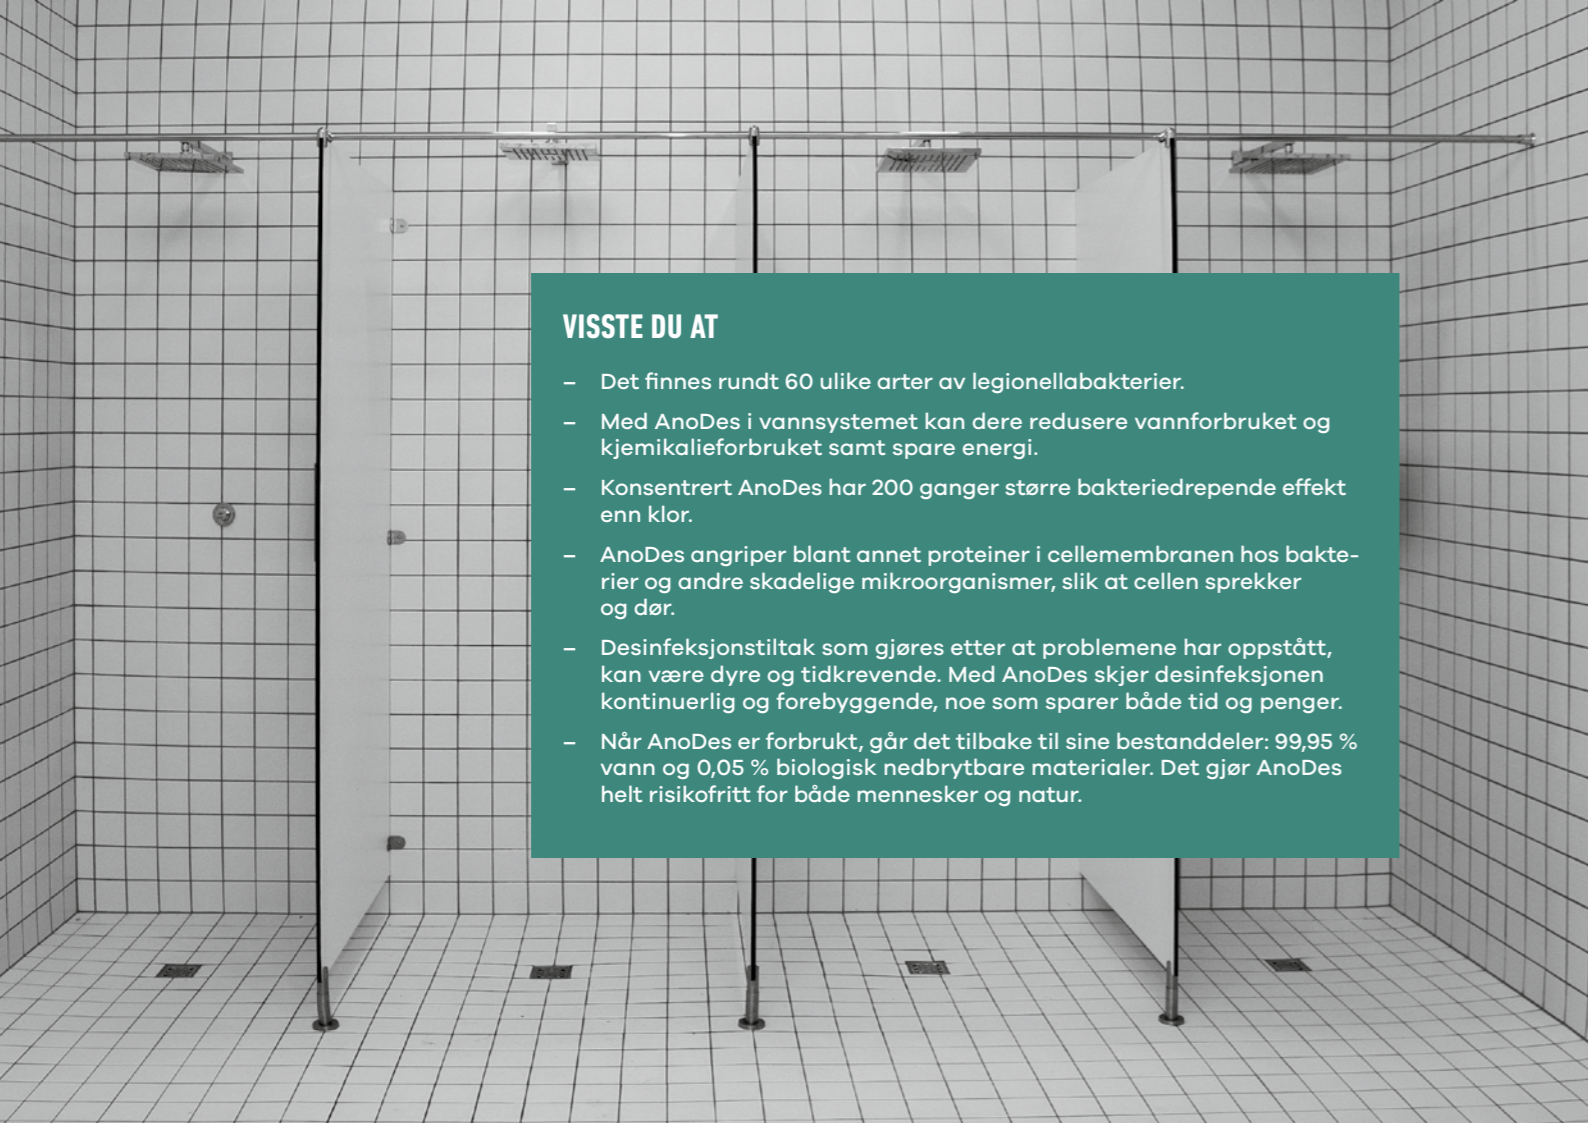 VISSTE DU AT
– Det finnes rundt 60 ulike arter av legionellabakterier.
– Med AnoDes i vannsystemet kan dere redusere vannforbruket og
kjemikalieforbruket samt spare energi.
– Konsentrert AnoDes har 200 ganger større bakteriedrepende effekt
enn klor.
– AnoDes angriper blant annet proteiner i cellemembranen hos bakte-
rier og andre skadelige mikroorganismer, slik at cellen sprekker
og dør.
– Desinfeksjonstiltak som gjøres etter at problemene har oppstått,
kan være dyre og tidkrevende. Med AnoDes skjer desinfeksjonen
kontinuerlig og forebyggende, noe som sparer både tid og penger.
– Når AnoDes er forbrukt, går det tilbake til sine bestanddeler: 99,95 %
vann og 0,05 % biologisk nedbrytbare materialer. Det gjør AnoDes
helt risikofritt for både mennesker og natur.